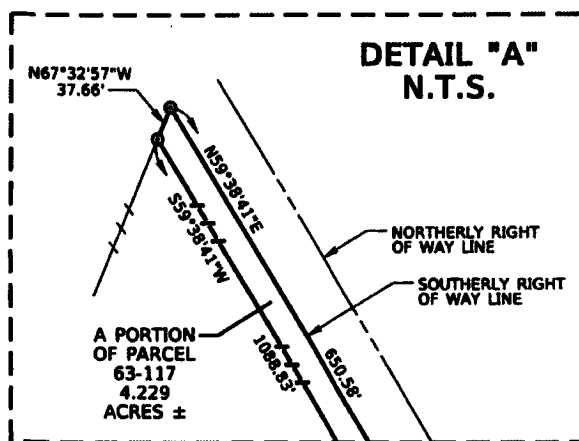 DETAIL "A"
N.T.S.
N67°32'57"W
37.66'
N59°38'41"E
S59°38'41"W
NORTHERLY RIGHT
OF WAY LINE
SOUTHERLY RIGHT
OF WAY LINE
A PORTION
OF PARCEL
63-117
4.229
ACRES ±
1088.83'
650.58'